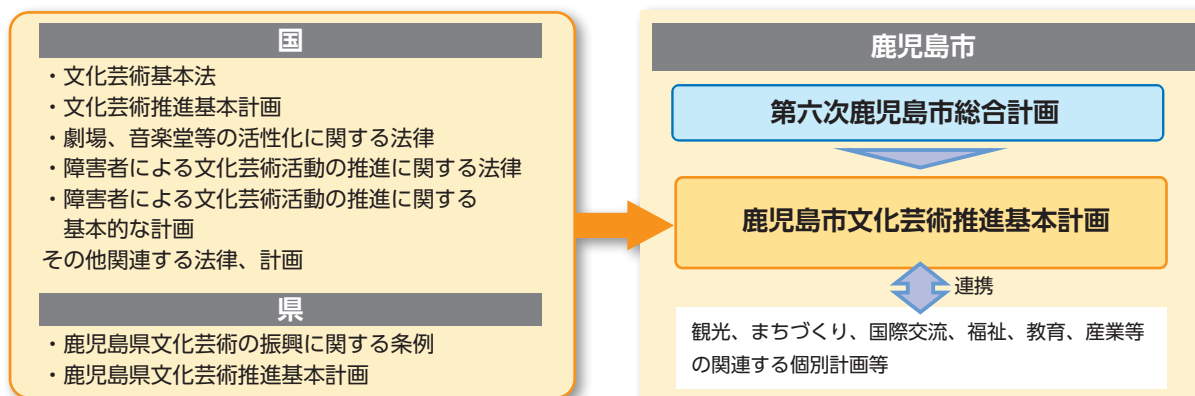 国
・文化芸術基本法
・文化芸術推進基本計画
・劇場、音楽堂等の活性化に関する法律
・障害者による文化芸術活動の推進に関する法律
・障害者による文化芸術活動の推進に関する
基本的な計画
その他関連する法律、計画
県
・鹿児島県文化芸術の振興に関する条例
・鹿児島県文化芸術推進基本計画
鹿児島市
第六次鹿児島市総合計画
鹿児島市文化芸術推進基本計画
連携
観光、まちづくり、国際交流、福祉、教育、産業等
の関連する個別計画等